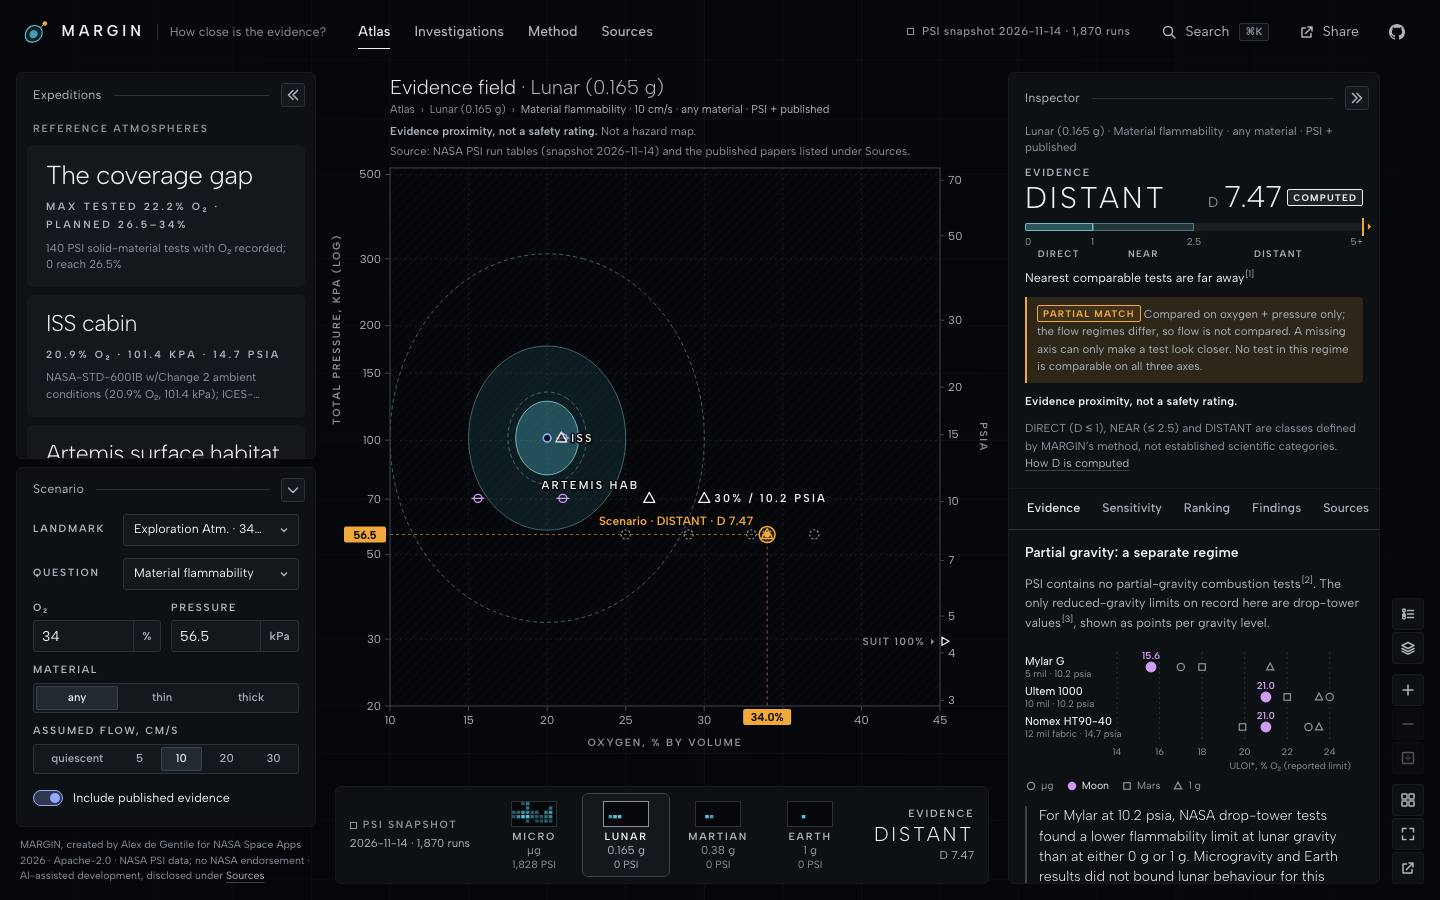 MARGIN
How close is the evidence?
Atlas
Investigations
Method
Sources
PSI snapshot 2026-11-14 · 1,870 runs
Search
⌘K
Share
Expeditions
REFERENCE ATMOSPHERES
The coverage gap
MAX TESTED 22.2% O₂ ·
PLANNED 26.5–34%
140 PSI solid-material tests with O₂ recorded;
0 reach 26.5%
ISS cabin
20.9% O₂ · 101.4 KPA · 14.7 PSIA
NASA-STD-6001B w/Change 2 ambient
conditions (20.9% O₂, 101.4 kPa); ICES-…
Artemis surface habitat
Scenario
LANDMARK
Exploration Atm. · 34…
QUESTION
Material flammability
O₂
PRESSURE
34
%
56.5
kPa
MATERIAL
any
thin
thick
ASSUMED FLOW, CM/S
quiescent
5
10
20
30
Include published evidence
MARGIN, created by Alex de Gentile for NASA Space Apps
2026 · Apache-2.0 · NASA PSI data; no NASA endorsement ·
AI-assisted development, disclosed under Sources
Evidence field · Lunar (0.165 g)
Atlas › Lunar (0.165 g) › Material flammability · 10 cm/s · any material · PSI + published
Evidence proximity, not a safety rating. Not a hazard map.
Source: NASA PSI run tables (snapshot 2026-11-14) and the published papers listed under Sources.
TOTAL PRESSURE, KPA (LOG)
500
300
200
150
100
70
56.5
50
30
20
70
50
30
20
15
10
7
5
4
3
PSIA
ISS
ARTEMIS HAB
30% / 10.2 PSIA
Scenario · DISTANT · D 7.47
SUIT 100% ▸
10
15
20
25
30
34.0%
40
45
OXYGEN, % BY VOLUME
PSI SNAPSHOT
2026-11-14 · 1,870 runs
MICRO
µg
1,828 PSI
LUNAR
0.165 g
0 PSI
MARTIAN
0.38 g
0 PSI
EARTH
1 g
0 PSI
EVIDENCE
DISTANT
D 7.47
Inspector
Lunar (0.165 g) · Material flammability · any material · PSI +
published
EVIDENCE
DISTANT
D 7.47
COMPUTED
0
1
2.5
5+
DIRECT
NEAR
DISTANT
Nearest comparable tests are far away[1]
PARTIAL MATCH Compared on oxygen + pressure only;
the flow regimes differ, so flow is not compared. A missing
axis can only make a test look closer. No test in this regime
is comparable on all three axes.
Evidence proximity, not a safety rating.
DIRECT (D ≤ 1), NEAR (≤ 2.5) and DISTANT are classes defined
by MARGIN's method, not established scientific categories.
How D is computed
Evidence
Sensitivity
Ranking
Findings
Sources
Partial gravity: a separate regime
PSI contains no partial-gravity combustion tests[2]. The
only reduced-gravity limits on record here are drop-tower
values[3], shown as points per gravity level.
Mylar G
5 mil · 10.2 psia
15.6
Ultem 1000
10 mil · 10.2 psia
21.0
Nomex HT90-40
12 mil fabric · 14.7 psia
21.0
14
16
18
20
22
24
ULOI*, % O₂ (reported limit)
µg
Moon
Mars
1 g
For Mylar at 10.2 psia, NASA drop-tower tests
found a lower flammability limit at lunar gravity
than at either 0 g or 1 g. Microgravity and Earth
results did not bound lunar behaviour for this